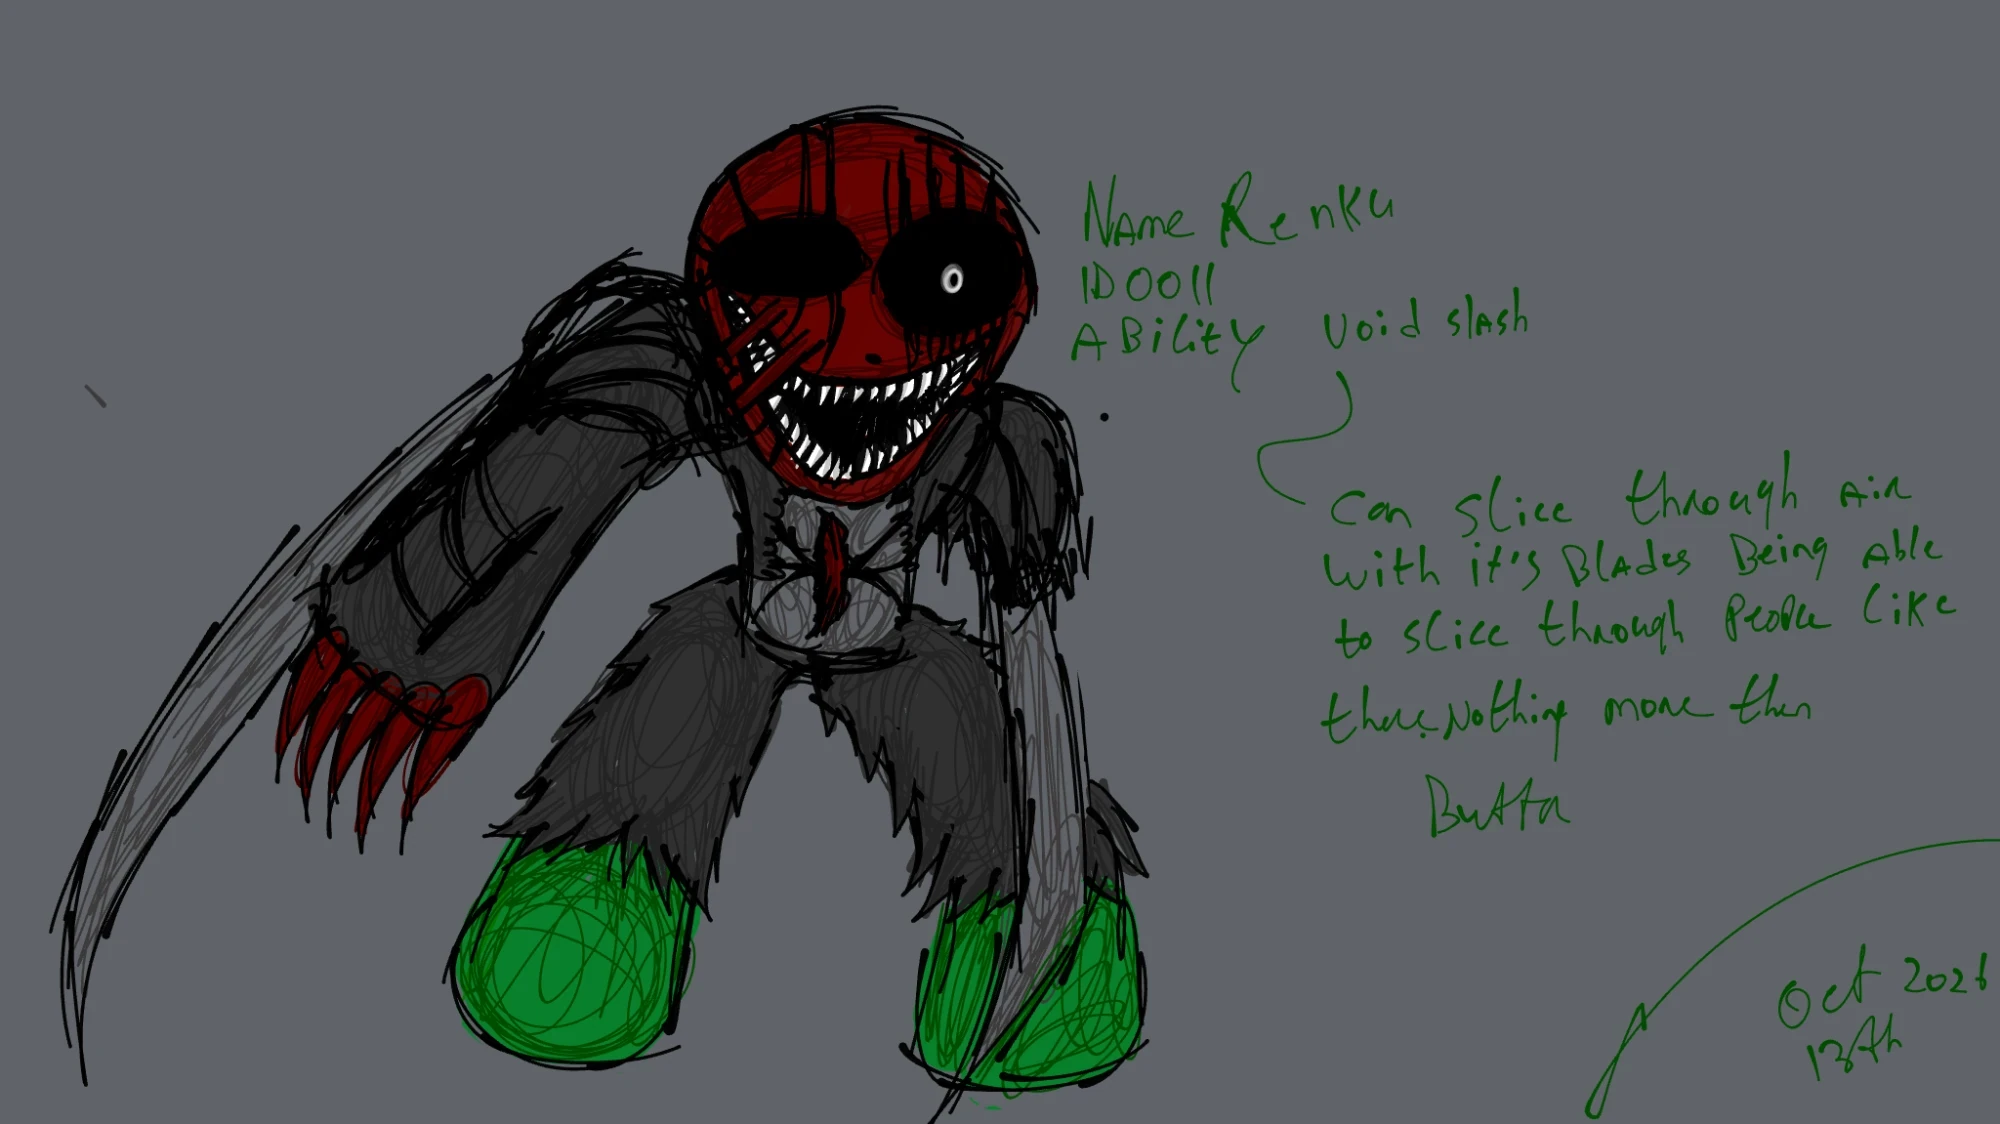 Name Renku
ID0011
ABility Void slash
Can Slice through Air
with it's Blades Being Able
to slice through People like
there Nothing more then
Butta
Oct 2026
13th